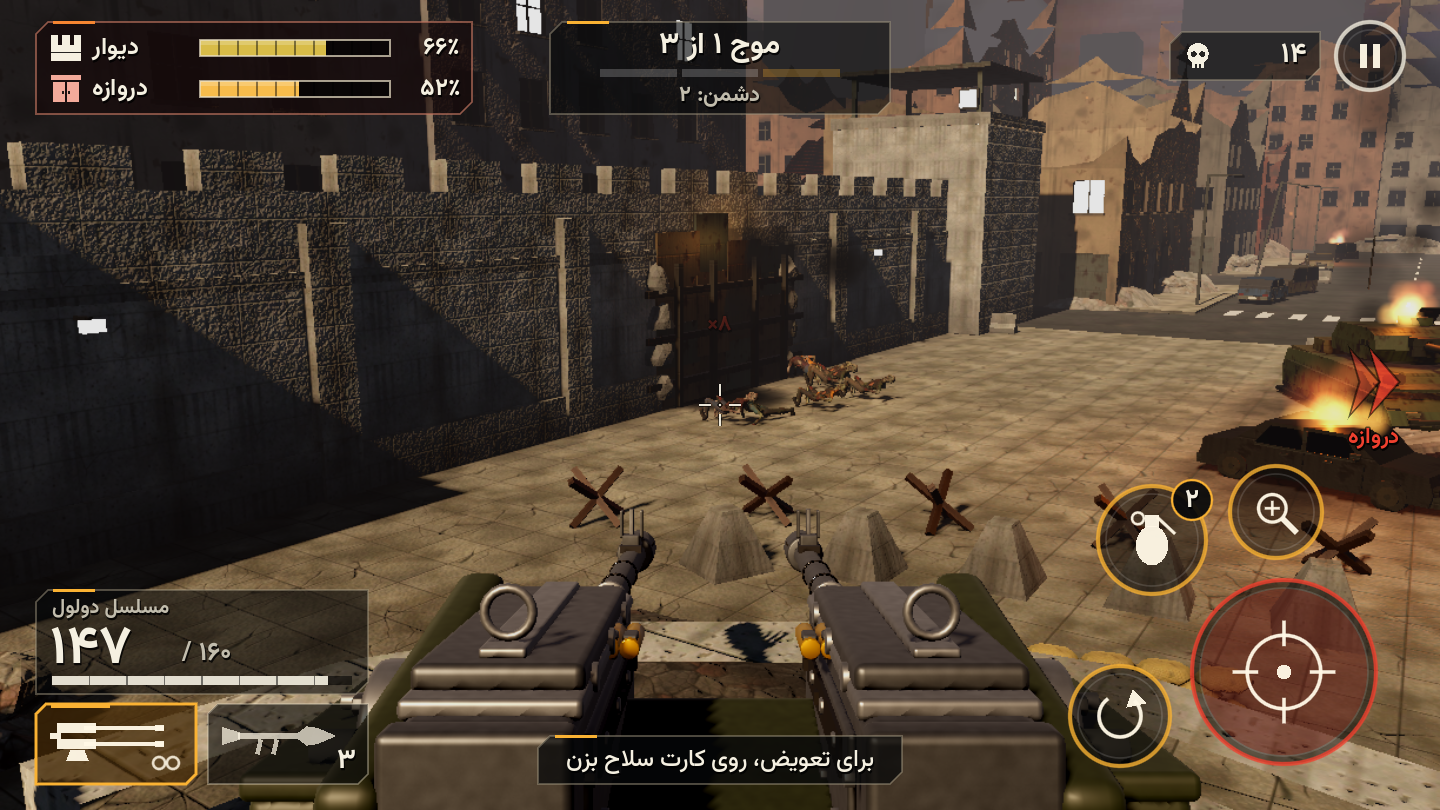 دیوار ۶۶٪
دروازه ۵۲٪
موج ۱ از ۳
دشمن: ۲
۱۴
×۸
دروازه
۲
مسلسل دولول
۱۴۷ / ۱۶۰
∞
۳
برای تعویض، روی کارت سلاح بزن